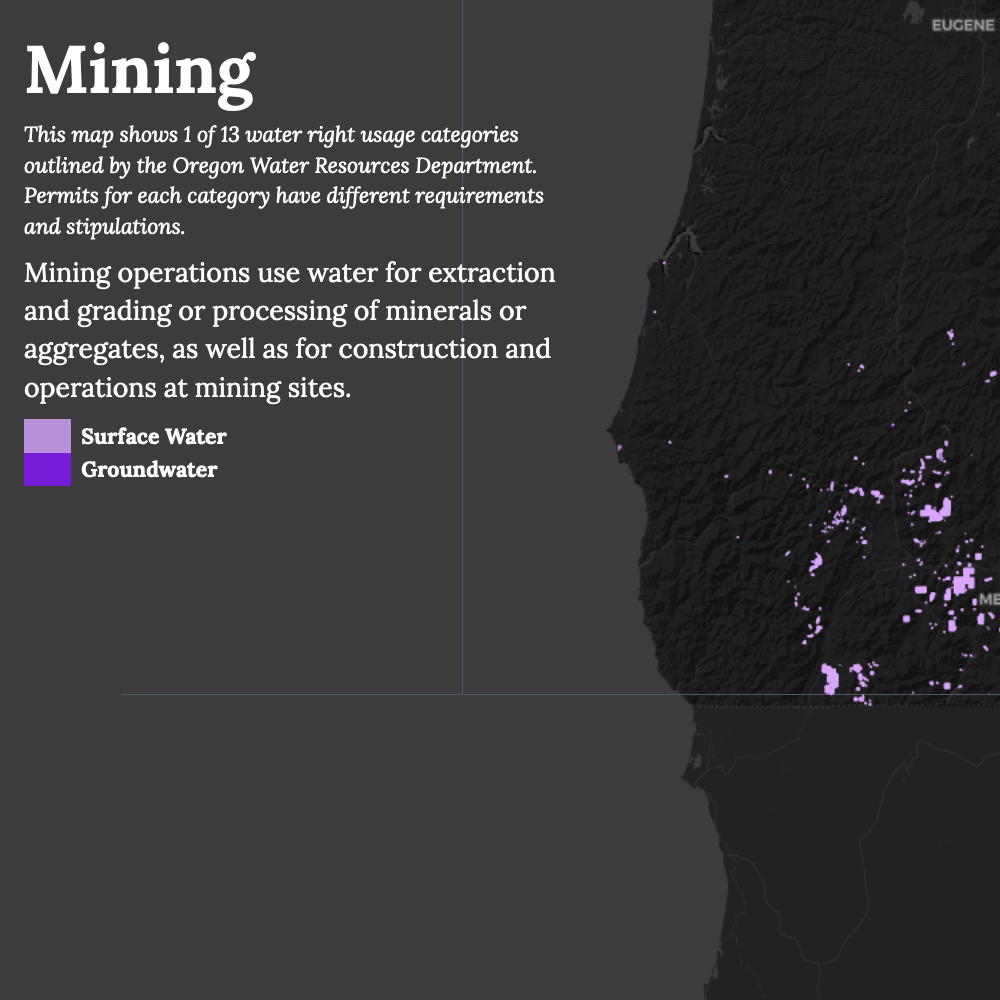 EUGENE
Mining
This map shows 1 of 13 water right usage categories
outlined by the Oregon Water Resources Department.
Permits for each category have different requirements
and stipulations.
Mining operations use water for extraction
and grading or processing of minerals or
aggregates, as well as for construction and
operations at mining sites.
Surface Water
Groundwater
ME